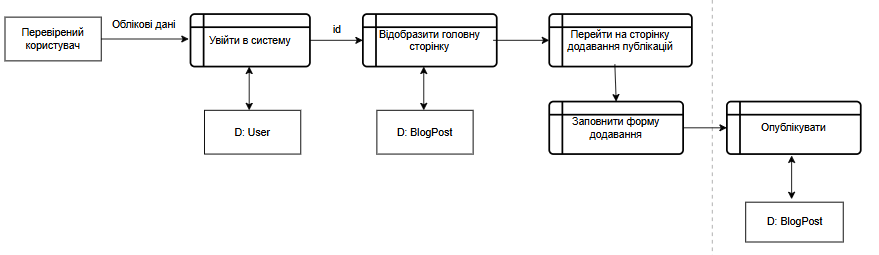 Перевірений
користувач
Облікові дані
Увійти в систему
id
Відобразити головну
сторінку
Перейти на сторінку
додавання публікацій
D: User
D: BlogPost
Заповнити форму
додавання
Опублікувати
D: BlogPost